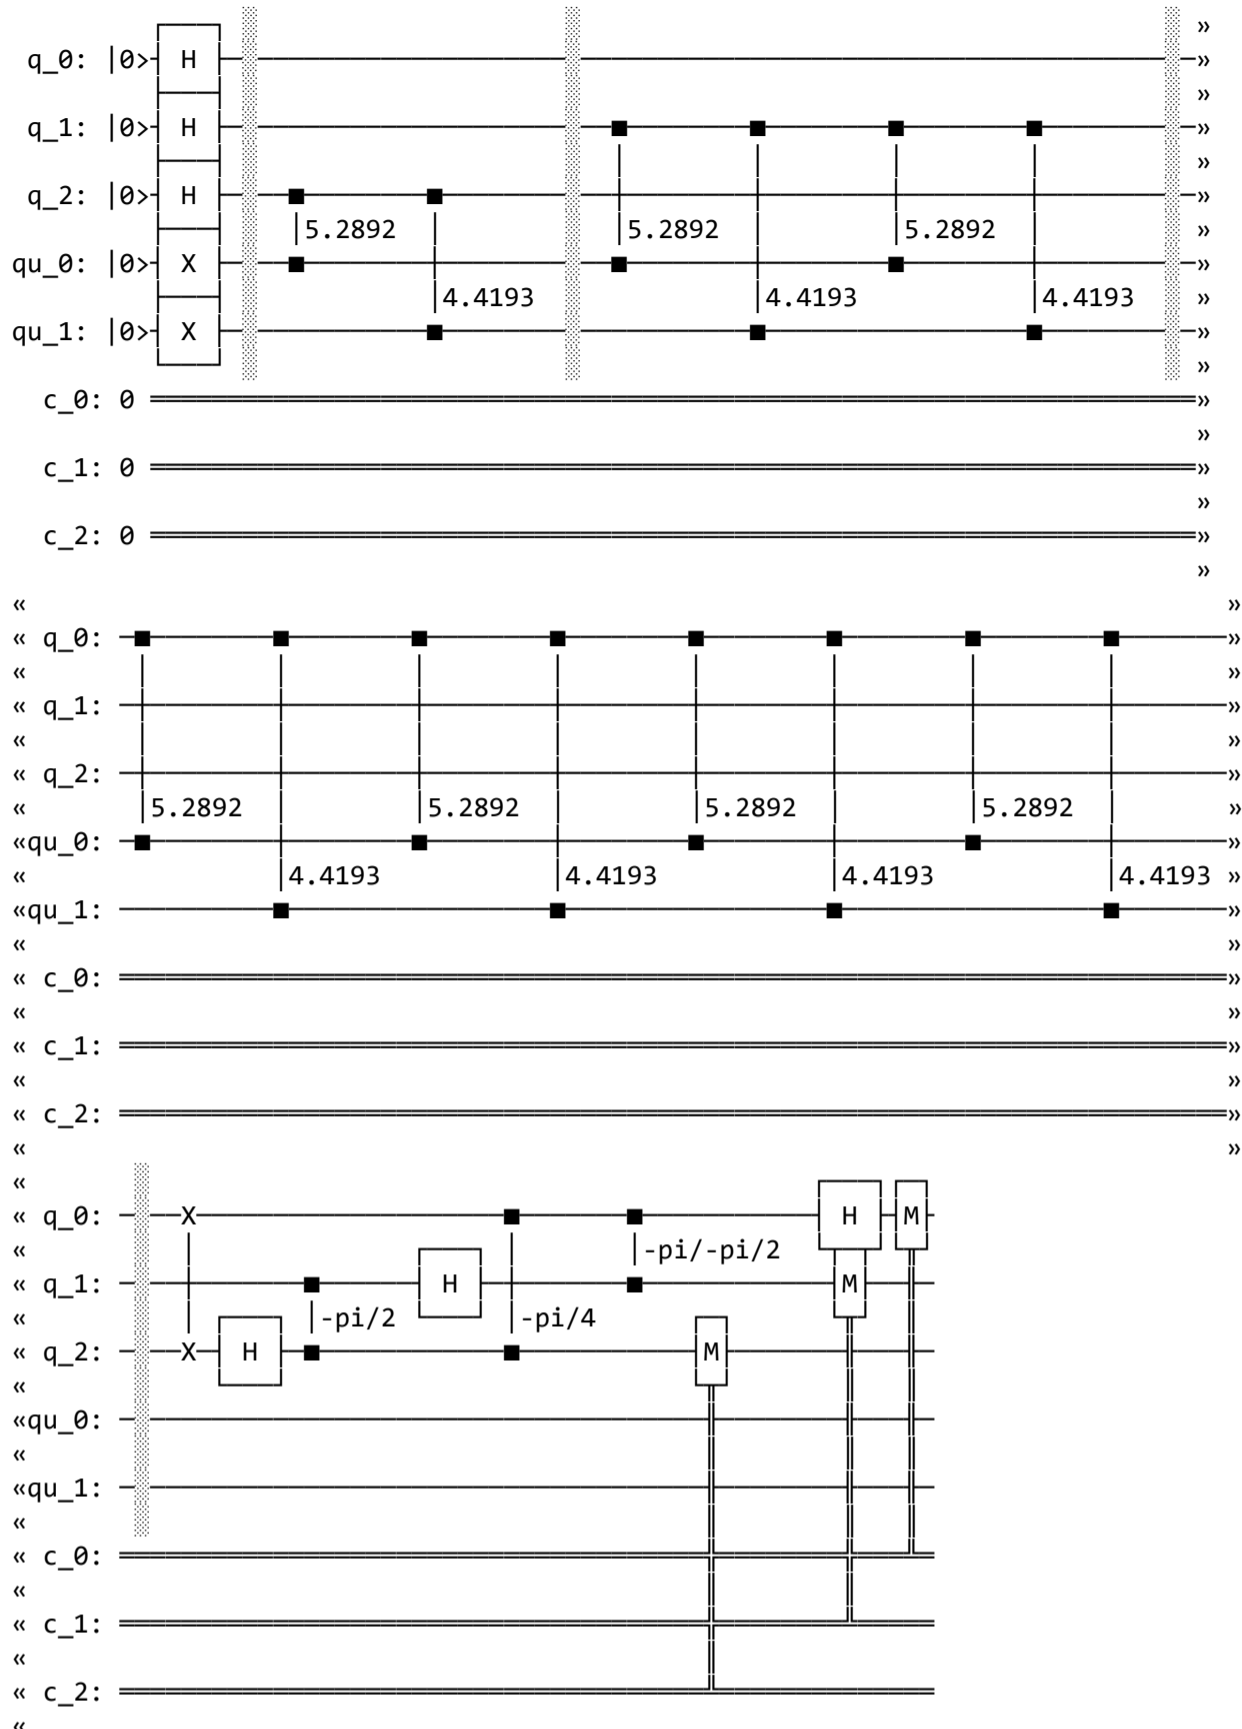 »
q_0: |0> H »
»
q_1: |0> H »
»
q_2: |0> H »
5.2892 5.2892 5.2892 »
qu_0: |0> X »
4.4193 4.4193 4.4193 »
qu_1: |0> X »
»
c_0: 0 »
»
c_1: 0 »
»
c_2: 0 »
»
« »
« q_0: »
« »
« q_1: »
« »
« q_2: »
« 5.2892 5.2892 5.2892 5.2892 »
«qu_0: »
« 4.4193 4.4193 4.4193 4.4193 »
«qu_1: »
« »
« c_0: »
« »
« c_1: »
« »
« c_2: »
« »
«
« q_0: X H M
« -pi/-pi/2
« q_1: H M
« -pi/2 -pi/4
« q_2: X H M
«
«qu_0:
«
«qu_1:
«
« c_0:
«
« c_1:
«
« c_2:
«